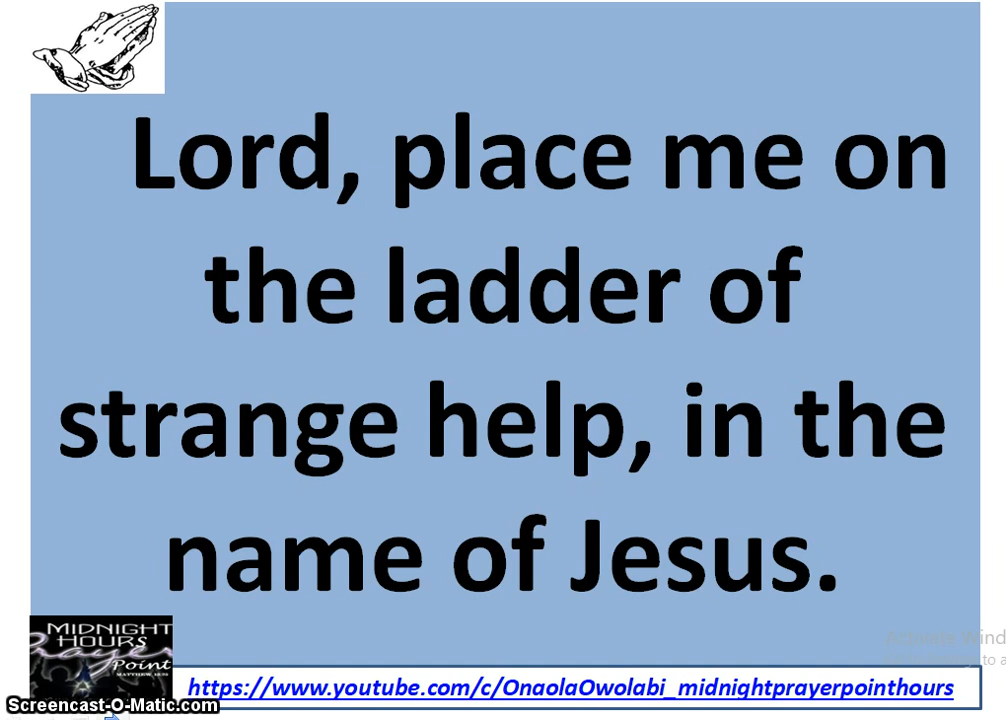 Lord, place me on
the ladder of
strange help, in the
name of Jesus.
MIDNIGHT
HOURS
Prayer
Point
https://www.youtube.com/c/OnaolaOwolabi_midnightprayerpointhours
Screencast-O-Matic.com